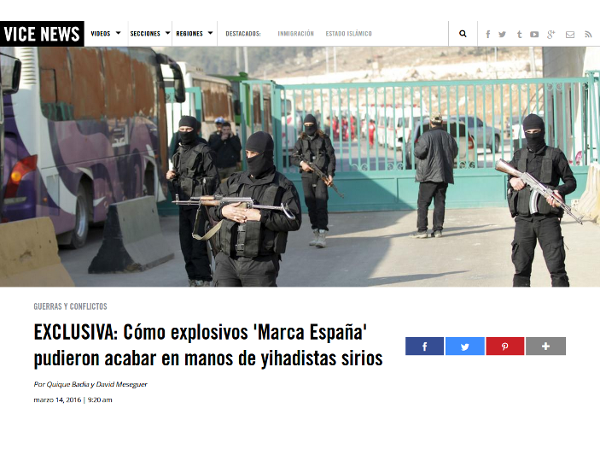 VICE NEWS
VIDEOS SECCIONES REGIONES DESTACADOS: INMIGRACIÓN ESTADO ISLÁMICO
GUERRAS Y CONFLICTOS
EXCLUSIVA: Cómo explosivos 'Marca España'
pudieron acabar en manos de yihadistas sirios
Por Quique Badia y David Meseguer
marzo 14, 2016 | 9:20 am